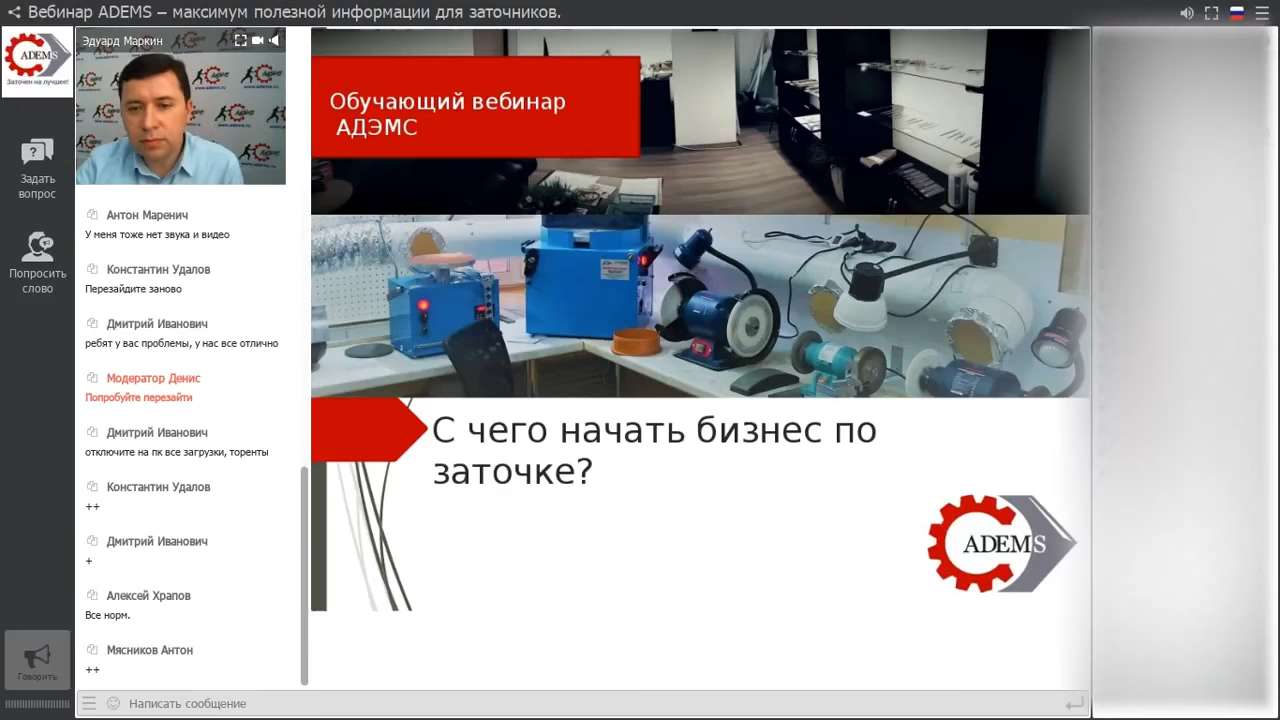 Вебинар ADEMS – максимум полезной информации для заточников.
ADEMS
Заточен на лучшее!
Эдуард Маркин
Задать
вопрос
Попросить
слово
Говорить
Антон Маренич
У меня тоже нет звука и видео
Константин Удалов
Перезайдите заново
Дмитрий Иванович
ребят у вас проблемы, у нас все отлично
Модератор Денис
Попробуйте перезайти
Дмитрий Иванович
отключите на пк все загрузки, торенты
Константин Удалов
++
Дмитрий Иванович
+
Алексей Храпов
Все норм.
Мясников Антон
++
Написать сообщение
Обучающий вебинар
АДЭМС
С чего начать бизнес по
заточке?
ADEMS